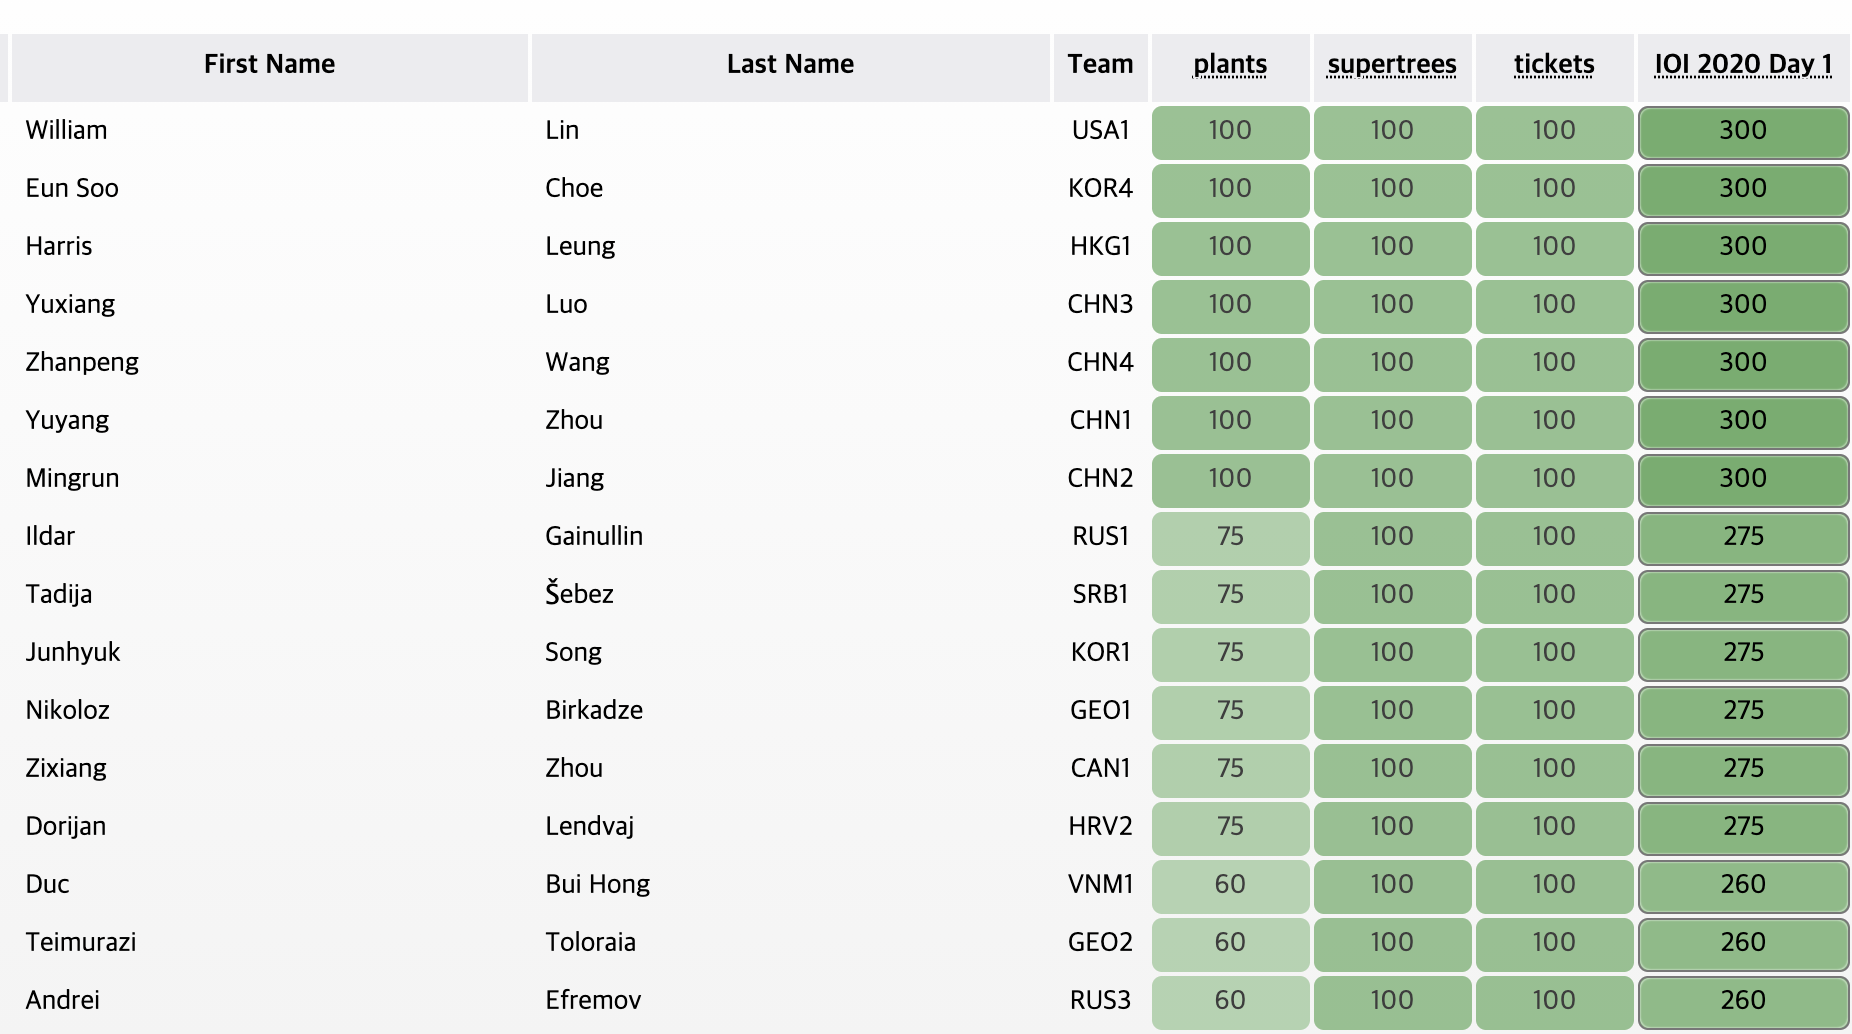 First Name Last Name Team plants supertrees tickets IOI 2020 Day 1
William Lin USA1 100 100 100 300
Eun Soo Choe KOR4 100 100 100 300
Harris Leung HKG1 100 100 100 300
Yuxiang Luo CHN3 100 100 100 300
Zhanpeng Wang CHN4 100 100 100 300
Yuyang Zhou CHN1 100 100 100 300
Mingrun Jiang CHN2 100 100 100 300
Ildar Gainullin RUS1 75 100 100 275
Tadija Šebez SRB1 75 100 100 275
Junhyuk Song KOR1 75 100 100 275
Nikoloz Birkadze GEO1 75 100 100 275
Zixiang Zhou CAN1 75 100 100 275
Dorijan Lendvaj HRV2 75 100 100 275
Duc Bui Hong VNM1 60 100 100 260
Teimurazi Toloraia GEO2 60 100 100 260
Andrei Efremov RUS3 60 100 100 260